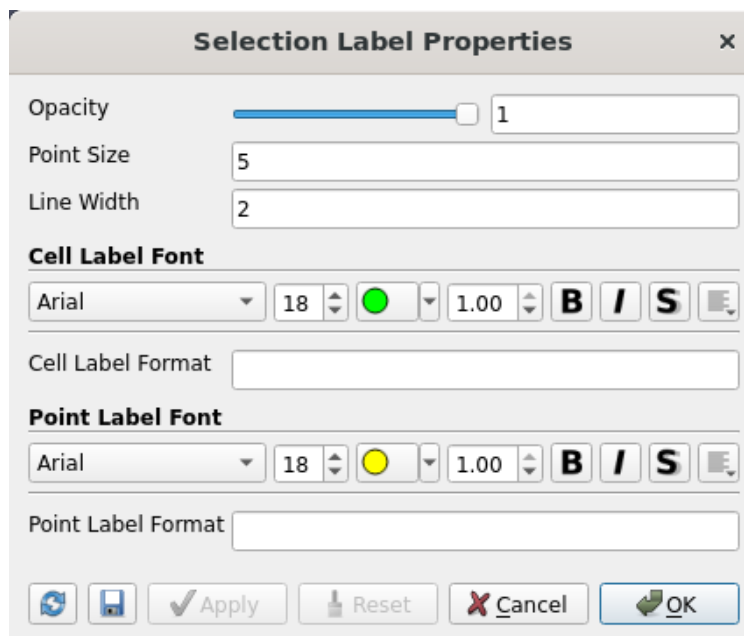 Selection Label Properties
Opacity 1
Point Size 5
Line Width 2
Cell Label Font
Arial 18 1.00 B I S
Cell Label Format
Point Label Font
Arial 18 1.00 B I S
Point Label Format
Apply Reset Cancel OK